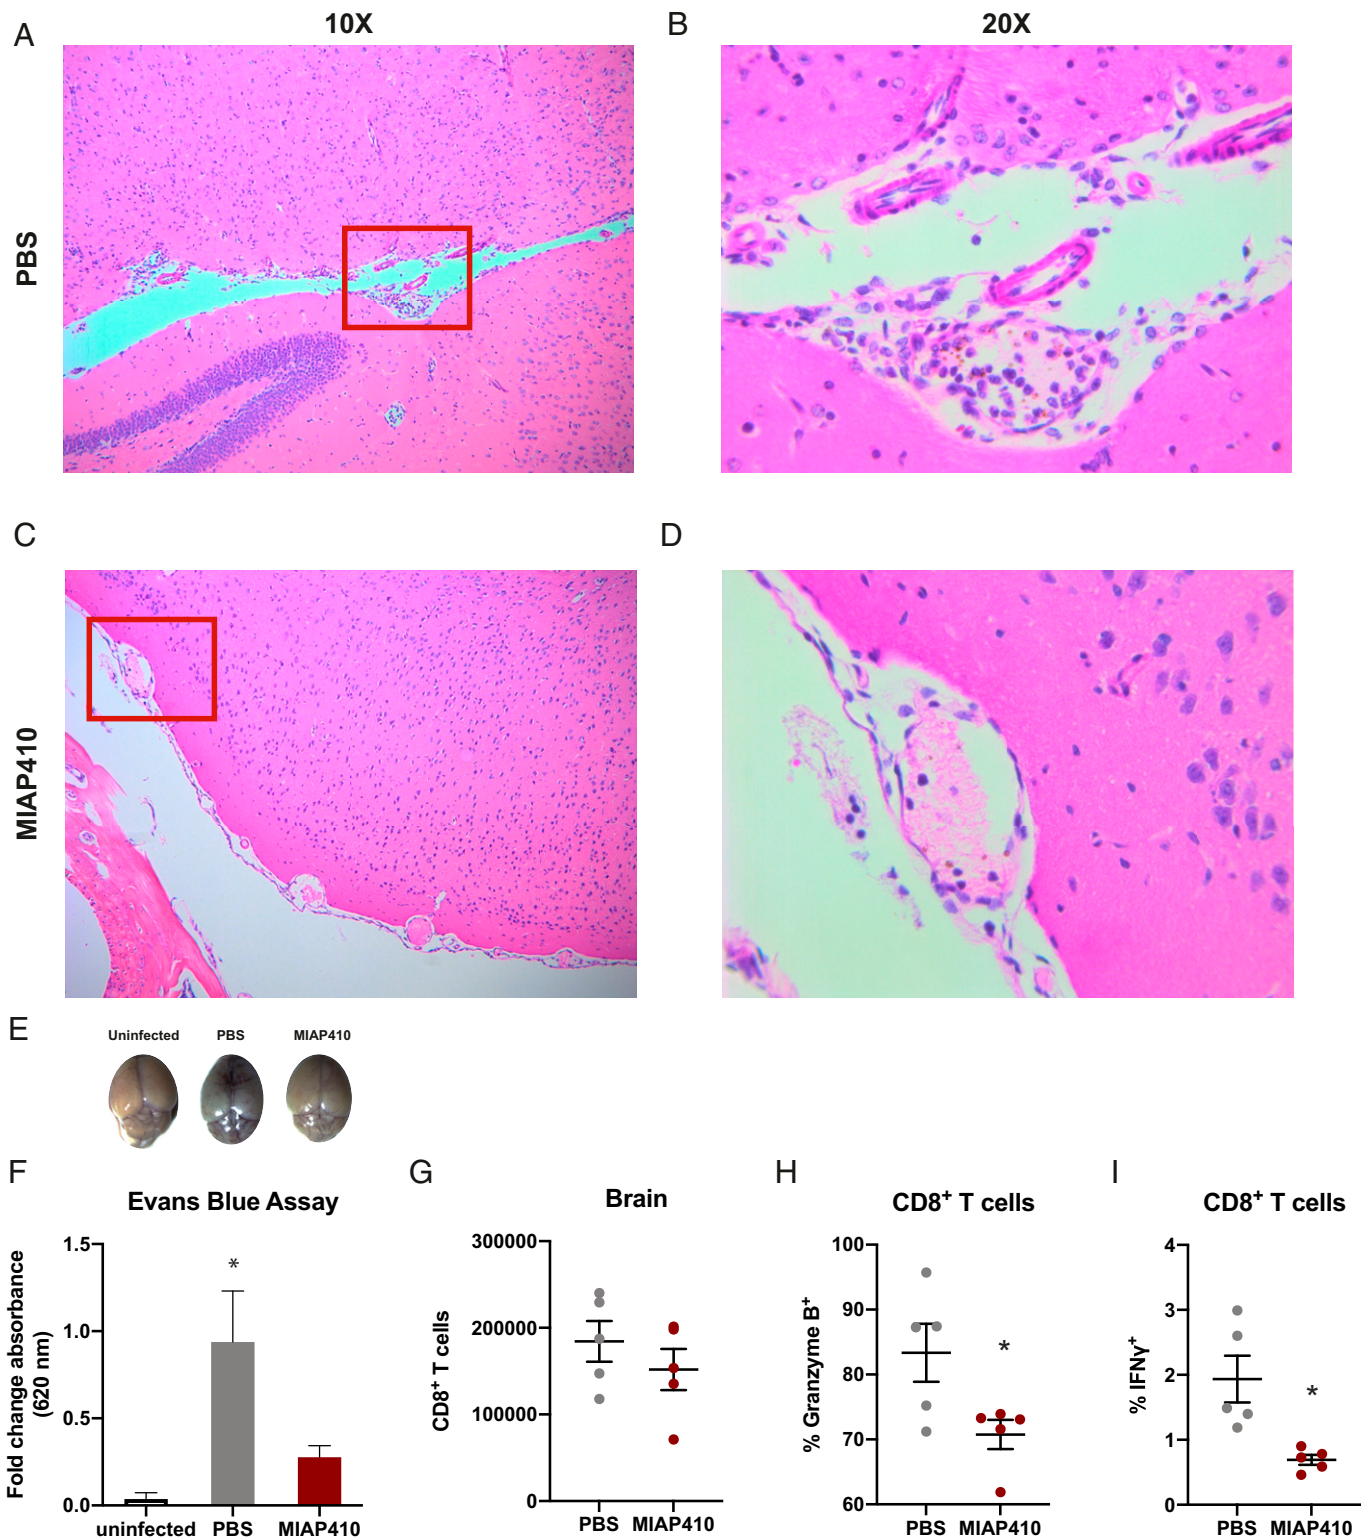 A
10X
B
20X
PBS
C
D
MIAP410
E
Uninfected
PBS
MIAP410
F
Evans Blue Assay
Fold change absorbance
(620 nm)
1.5
1.0
0.5
0.0
*
uninfected
PBS
MIAP410
G
Brain
CD8+ T cells
300000
200000
100000
0
PBS
MIAP410
H
CD8+ T cells
% Granzyme B+
100
90
80
70
60
*
PBS
MIAP410
I
CD8+ T cells
% IFNγ+
4
3
2
1
0
*
PBS
MIAP410